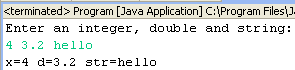 <terminated> Program [Java Application] C:\Program Files\J
Enter an integer, double and string:
4 3.2 hello
x=4 d=3.2 str=hello